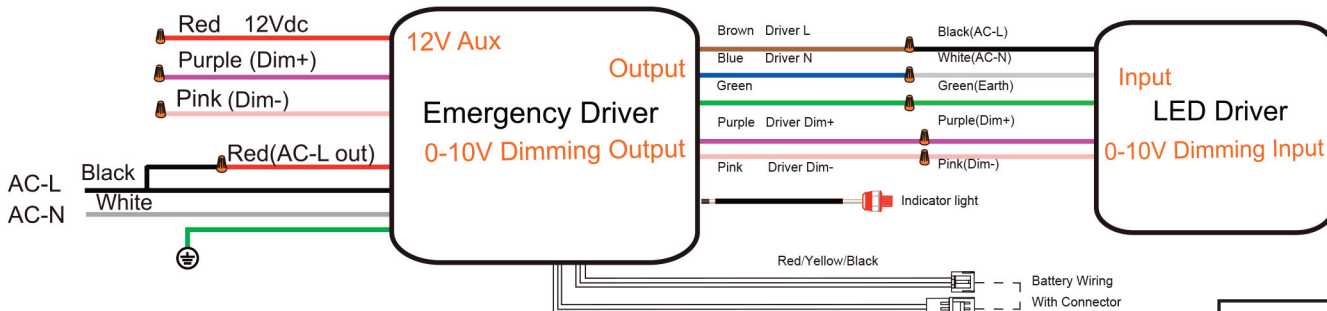 Red 12Vdc
Purple (Dim+)
Pink (Dim-)
Red(AC-L out)
Black
AC-L
White
AC-N
12V Aux
Output
Emergency Driver
0-10V Dimming Output
Brown Driver L
Blue Driver N
Green
Purple Driver Dim+
Pink Driver Dim-
Black(AC-L)
White(AC-N)
Green(Earth)
Purple(Dim+)
Pink(Dim-)
Indicator light
Input
LED Driver
0-10V Dimming Input
Red/Yellow/Black
Battery Wiring
With Connector